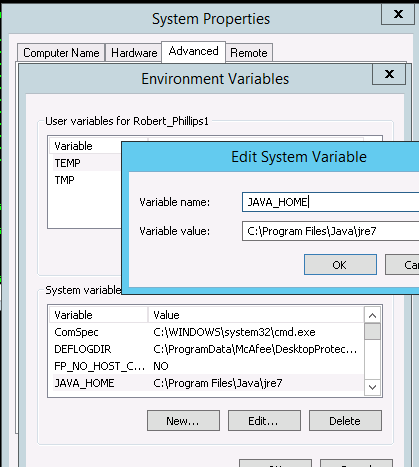 System Properties
x
Computer Name Hardware Advanced Remote
Environment Variables
x
User variables for Robert_Phillips1
Variable
TEMP
TMP
Edit System Variable
Variable name: JAVA_HOME
Variable value: C:\Program Files\Java\jre7
OK Can
System variable
Variable Value
ComSpec C:\WINDOWS\system32\cmd.exe
DEFLOGDIR C:\ProgramData\McAfee\DesktopProtec...
FP_NO_HOST_C... NO
JAVA_HOME C:\Program Files\Java\jre7
New... Edit... Delete